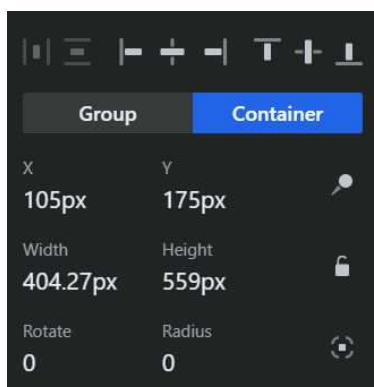 Group Container
X Y
105px 175px
Width Height
404.27px 559px
Rotate Radius
0 0